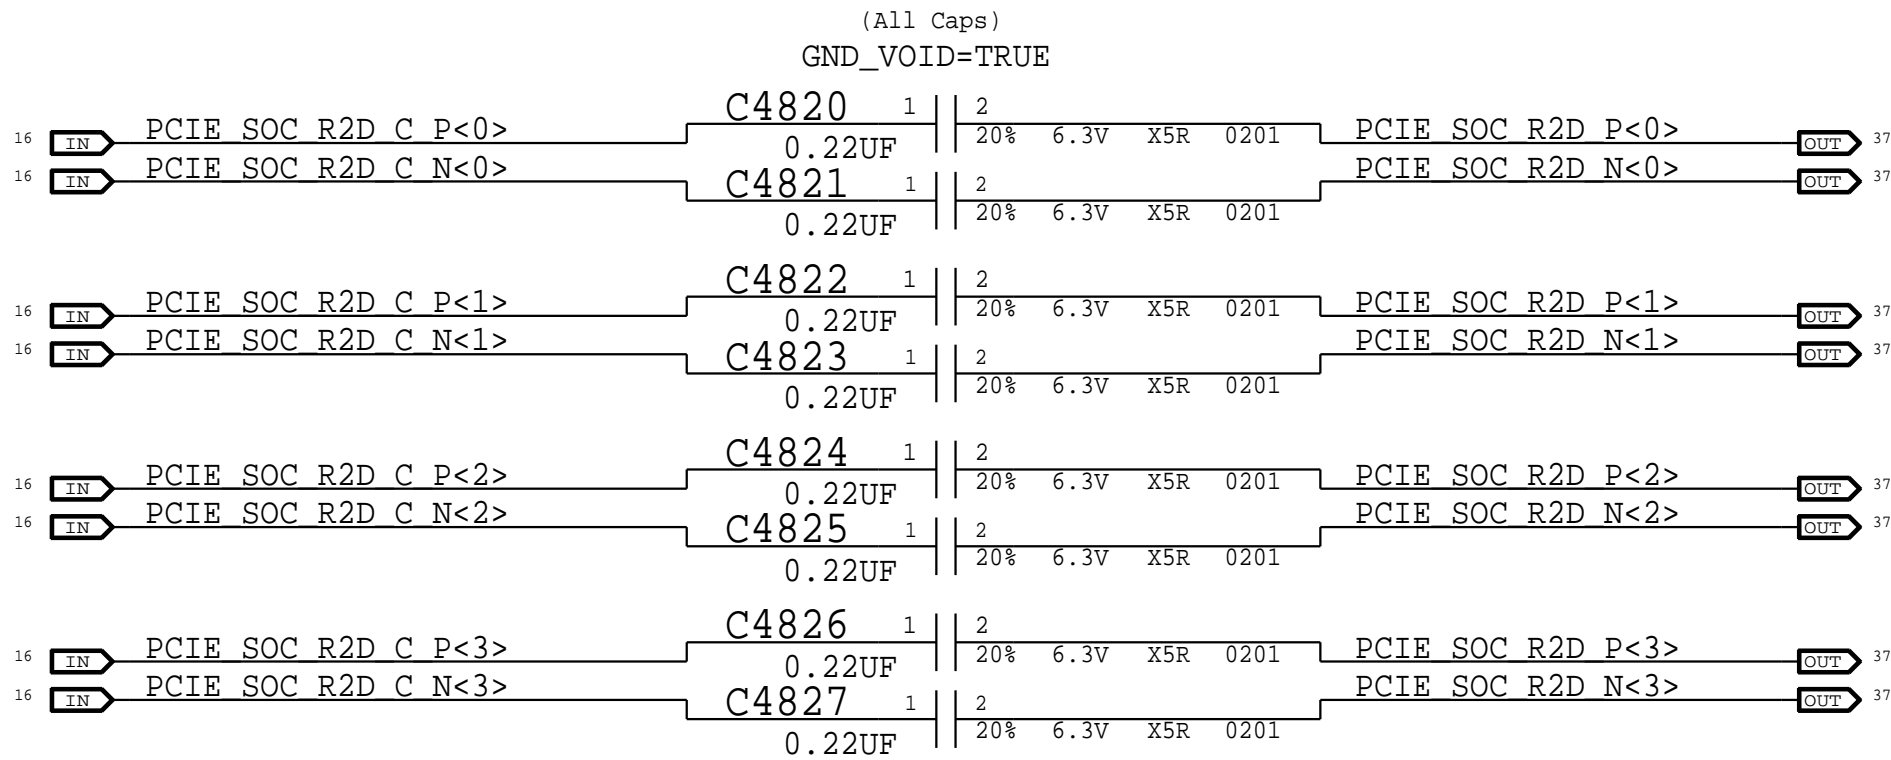 (All Caps)
GND_VOID=TRUE
C4820 1 2
16 IN PCIE_SOC_R2D_C_P<0> 0.22UF 20% 6.3V X5R 0201 PCIE_SOC_R2D_P<0> OUT 37
16 IN PCIE_SOC_R2D_C_N<0> C4821 1 2 PCIE_SOC_R2D_N<0> OUT 37
0.22UF 20% 6.3V X5R 0201
C4822 1 2
16 IN PCIE_SOC_R2D_C_P<1> 0.22UF 20% 6.3V X5R 0201 PCIE_SOC_R2D_P<1> OUT 37
16 IN PCIE_SOC_R2D_C_N<1> C4823 1 2 PCIE_SOC_R2D_N<1> OUT 37
0.22UF 20% 6.3V X5R 0201
C4824 1 2
16 IN PCIE_SOC_R2D_C_P<2> 0.22UF 20% 6.3V X5R 0201 PCIE_SOC_R2D_P<2> OUT 37
16 IN PCIE_SOC_R2D_C_N<2> C4825 1 2 PCIE_SOC_R2D_N<2> OUT 37
0.22UF 20% 6.3V X5R 0201
C4826 1 2
16 IN PCIE_SOC_R2D_C_P<3> 0.22UF 20% 6.3V X5R 0201 PCIE_SOC_R2D_P<3> OUT 37
16 IN PCIE_SOC_R2D_C_N<3> C4827 1 2 PCIE_SOC_R2D_N<3> OUT 37
0.22UF 20% 6.3V X5R 0201